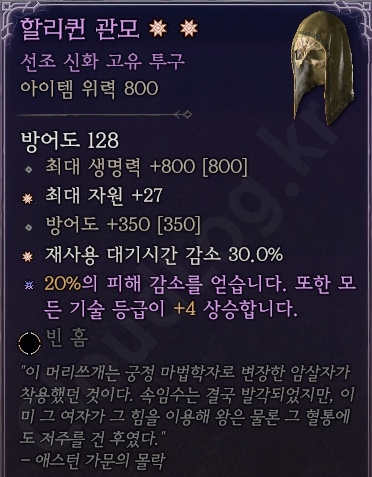 할리퀸 관모
선조 신화 고유 투구
아이템 위력 800
방어도 128
최대 생명력 +800 [800]
최대 자원 +27
방어도 +350 [350]
재사용 대기시간 감소 30.0%
20%의 피해 감소를 얻습니다. 또한 모
든 기술 등급이 +4 상승합니다.
빈 홈
"이 머리쓰개는 궁정 마법학자로 변장한 암살자가
착용했던 것이다. 속임수는 결국 발각되었지만, 이
미 그 여자가 그 힘을 이용해 왕은 물론 그 혈통에
도 저주를 건 후였다."
– 애스턴 가문의 몰락